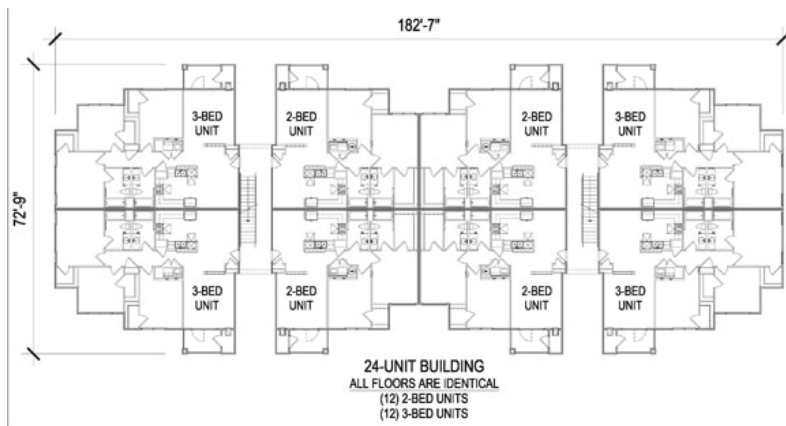 182'-7"
72'-9"
3-BED
UNIT
2-BED
UNIT
2-BED
UNIT
3-BED
UNIT
3-BED
UNIT
2-BED
UNIT
2-BED
UNIT
3-BED
UNIT
24-UNIT BUILDING
ALL FLOORS ARE IDENTICAL
(12) 2-BED UNITS
(12) 3-BED UNITS